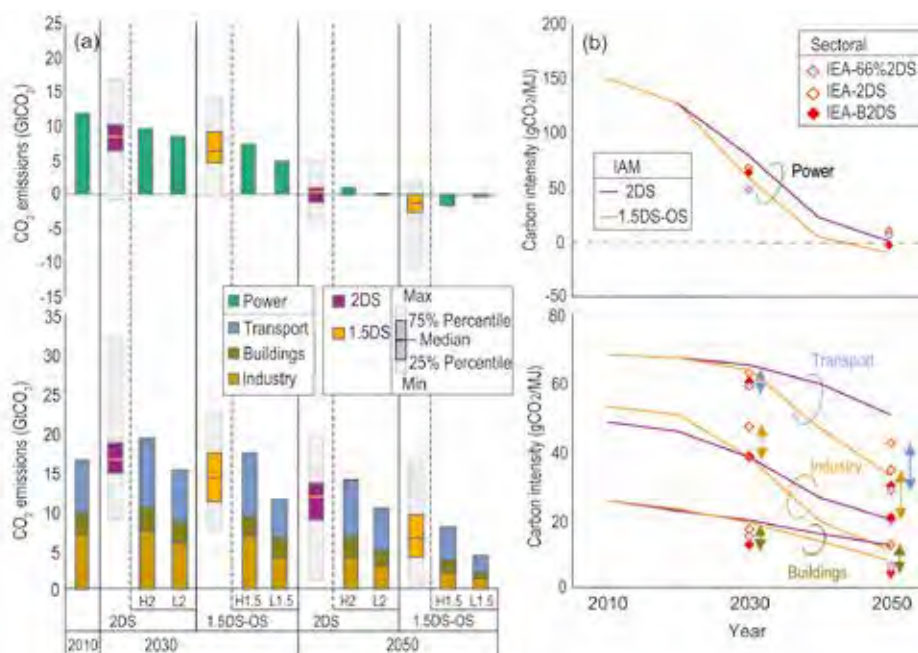 (a)
CO₂ emissions (GtCO₂)
25
20
15
10
5
0
-5
-10
-15
Power
Transport
Buildings
Industry
2DS
1.5DS
Max
75% Percentile
Median
25% Percentile
Min
CO₂ emissions (GtCO₂)
35
30
25
20
15
10
5
0
H2 L2 H1.5 L1.5 H2 L2 H1.5 L1.5
2DS 1.5DS-OS 2DS 1.5DS-OS
2010 2030 2050
(b)
Carbon intensity (gCO₂/MJ)
200
150
100
50
0
-50
Sectoral
IEA-66%2DS
IEA-2DS
IEA-B2DS
IAM
2DS
1.5DS-OS
Power
Carbon intensity (gCO₂/MJ)
80
60
40
20
0
Transport
Industry
Buildings
2010 2030 2050
Year